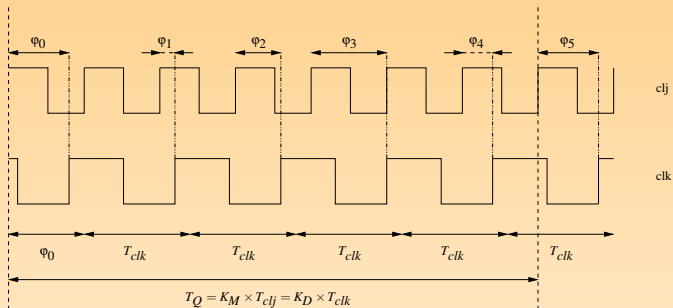 φ0 φ1 φ2 φ3 φ4 φ5
clj
clk
φ0 Tclk Tclk Tclk Tclk Tclk
TQ = KM × Tclj = KD × Tclk